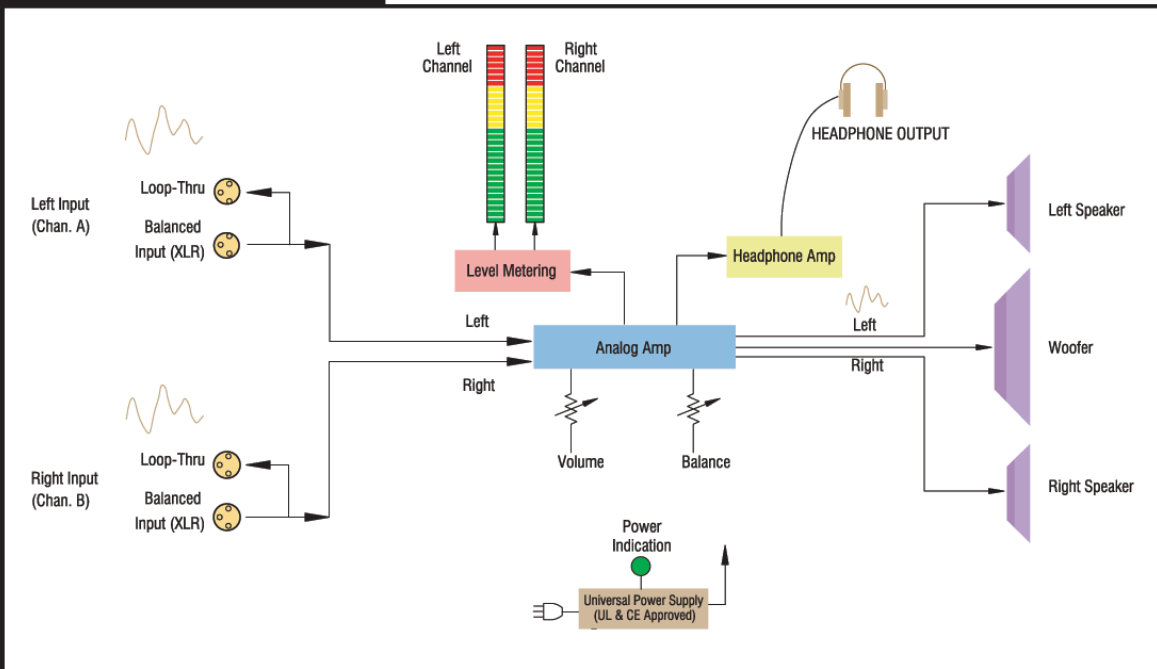 Left
Channel
Right
Channel
HEADPHONE OUTPUT
Left Input
(Chan. A)
Loop-Thru
Balanced
Input (XLR)
Level Metering
Headphone Amp
Left Speaker
Left
Analog Amp
Left
Woofer
Right
Right
Volume
Balance
Right Input
(Chan. B)
Loop-Thru
Balanced
Input (XLR)
Right Speaker
Power
Indication
Universal Power Supply
(UL & CE Approved)